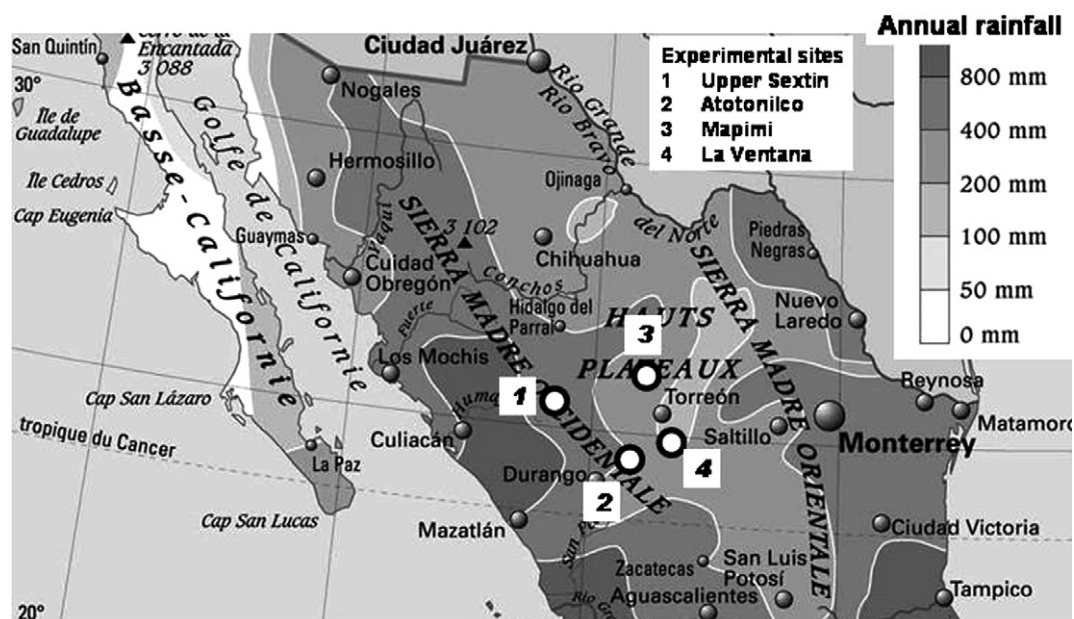 San Quintín
Cerro de la
Encantada
3 088
30°
Île de
Guadalupe
Île Cedros
Cap Eugenia
Basse-Californie
Golfe de Californie
Nogales
Hermosillo
Guaymas
Yaqui
Cuidad
Obregón
Ciudad Juárez
Rio Grande
Rio Bravo
del Norte
Ojinaga
Experimental sites
1 Upper Sextin
2 Atotonilco
3 Mapimi
4 La Ventana
Annual rainfall
800 mm
400 mm
200 mm
100 mm
50 mm
0 mm
SIERRA MADRE OCCIDENTALE
3 102
Chihuahua
Conchos
Hidalgo del
Parral
Fuerte
Los Mochis
HAUTS
PLATEAUX
3
SIERRA MADRE ORIENTALE
Piedras
Negras
Nuevo
Laredo
Reynosa
Matamoro
Monterrey
Saltillo
Torreón
1
2
4
Culiacán
Durango
Cap San Lázaro
tropique du Cancer
La Paz
Cap San Lucas
Mazatlán
Zacatecas
San Luis
Potosí
Aguascalientes
Ciudad Victoria
Tampico
20°